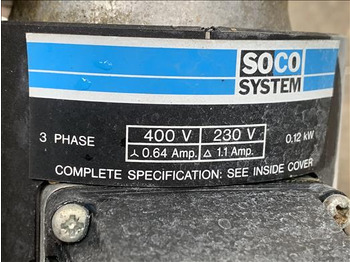 SOCO
SYSTEM
3 PHASE 400 V 230 V 0.12 kW
⅄ 0.64 Amp. △ 1.1 Amp.
COMPLETE SPECIFICATION: SEE INSIDE COVER